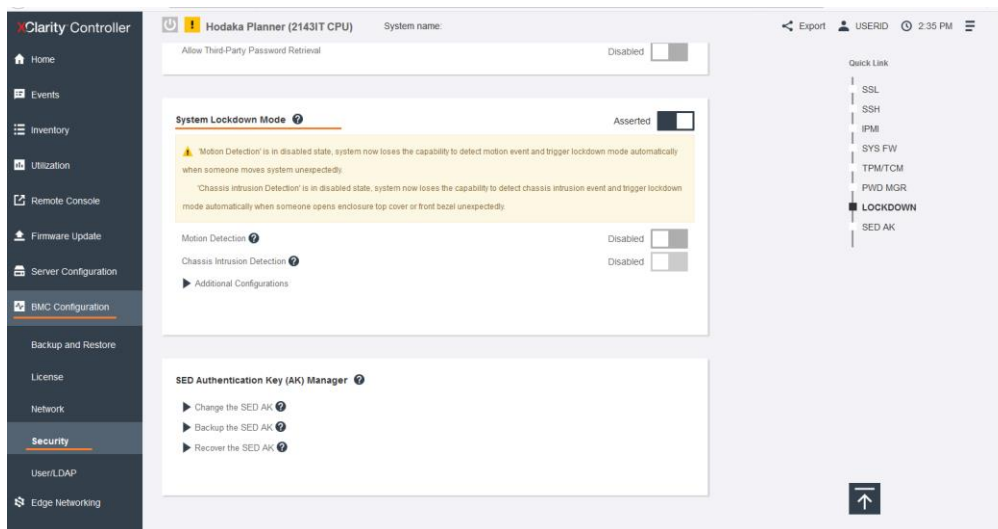 XClarity Controller
Hodaka Planner (2143IT CPU)
System name:
Export
USERID
2:35 PM
Home
Events
Inventory
Utilization
Remote Console
Firmware Update
Server Configuration
BMC Configuration
Backup and Restore
License
Network
Security
User/LDAP
Edge Networking
Allow Third-Party Password Retrieval
Disabled
System Lockdown Mode
Asserted
'Motion Detection' is in disabled state, system now loses the capability to detect motion event and trigger lockdown mode automatically
when someone moves system unexpectedly.
'Chassis intrusion Detection' is in disabled state, system now loses the capability to detect chassis intrusion event and trigger lockdown
mode automatically when someone opens enclosure top cover or front bezel unexpectedly.
Motion Detection
Disabled
Chassis Intrusion Detection
Disabled
Additional Configurations
SED Authentication Key (AK) Manager
Change the SED AK
Backup the SED AK
Recover the SED AK
Quick Link
SSL
SSH
IPMI
SYS FW
TPM/TCM
PWD MGR
LOCKDOWN
SED AK